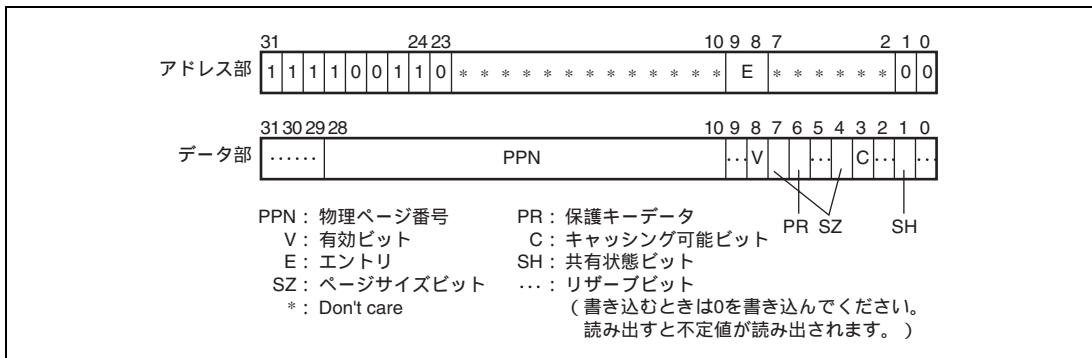 31 24 23 10 9 8 7 2 1 0
アドレス部 1 1 1 1 0 0 1 1 0 * * * * * * * * * * * * * E * * * * * * 0 0
31 30 29 28 10 9 8 7 6 5 4 3 2 1 0
データ部 ...... PPN ... V ... C ... ...
PR SZ SH
PPN : 物理ページ番号 PR : 保護キーデータ
V : 有効ビット C : キャッシング可能ビット
E : エントリ SH : 共有状態ビット
SZ : ページサイズビット ... : リザーブビット
* : Don't care （書き込むときは0を書き込んでください。
読み出すと不定値が読み出されます。）